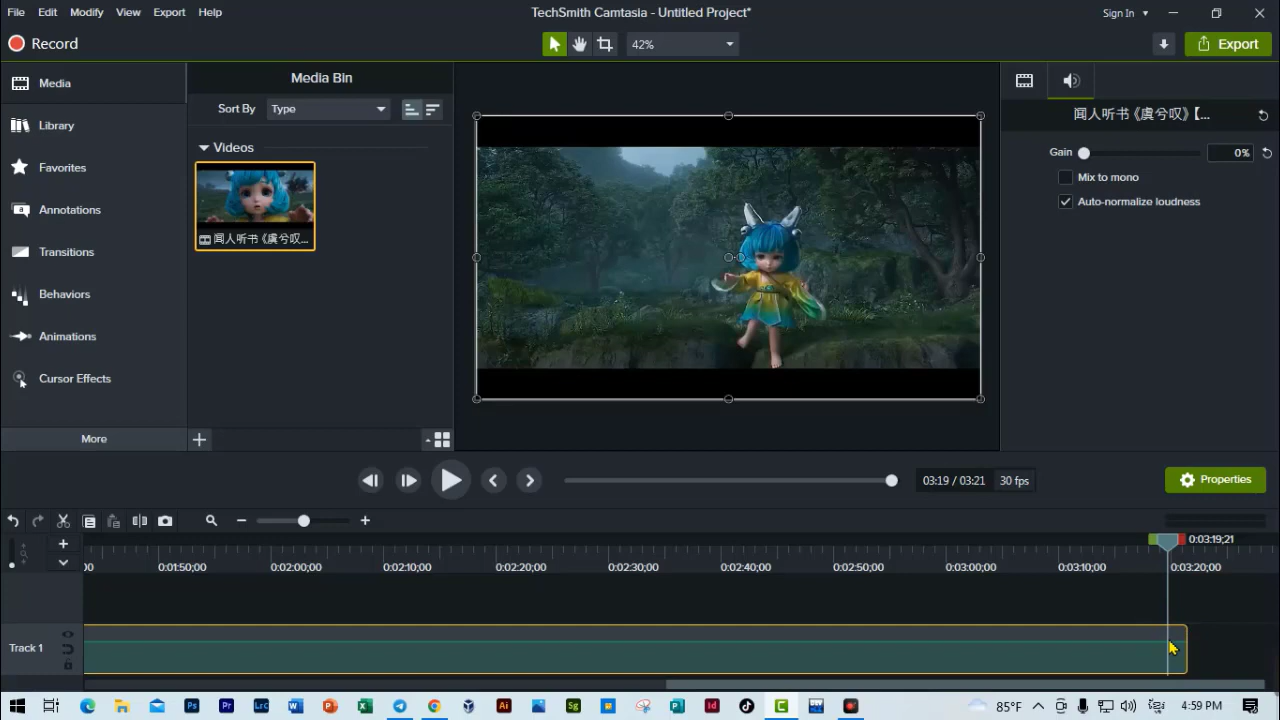 File Edit Modify View Export Help
TechSmith Camtasia - Untitled Project*
Sign In
Record
42%
Export
Media
Library
Favorites
Annotations
Transitions
Behaviors
Animations
Cursor Effects
More
Media Bin
Sort By Type
Videos
闻人听书《虞兮叹...
闻人听书《虞兮叹》【...
Gain 0%
Mix to mono
Auto-normalize loudness
03:19 / 03:21 30 fps
Properties
0:03:19;21
00 0:01:50;00 0:02:00;00 0:02:10;00 0:02:20;00 0:02:30;00 0:02:40;00 0:02:50;00 0:03:00;00 0:03:10;00 0:03:20;00
Track 1
85°F 4:59 PM